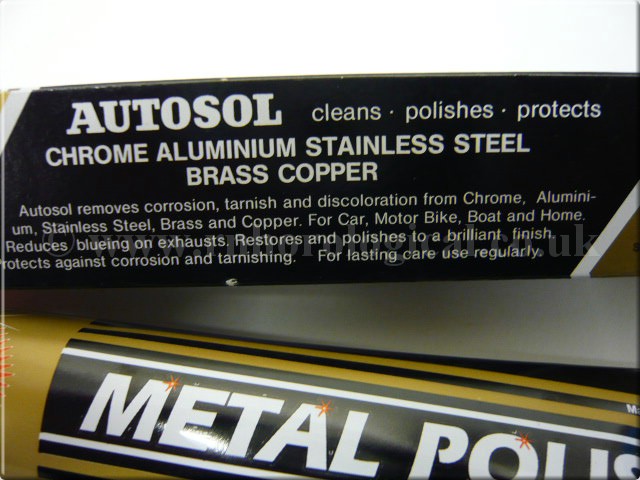 AUTOSOL cleans · polishes · protects
CHROME ALUMINIUM STAINLESS STEEL
BRASS COPPER
Autosol removes corrosion, tarnish and discoloration from Chrome, Alumini-
um, Stainless Steel, Brass and Copper. For Car, Motor Bike, Boat and Home.
Reduces blueing on exhausts. Restores and polishes to a brilliant finish.
Protects against corrosion and tarnishing. For lasting care use regularly.
METAL POLIS